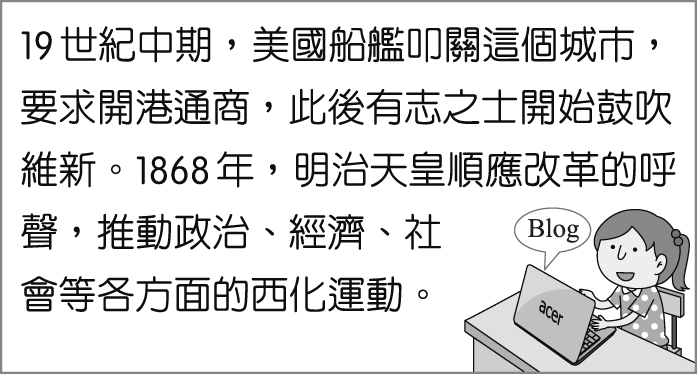 19世紀中期，美國船艦叩關這個城市，
要求開港通商，此後有志之士開始鼓吹
維新。1868年，明治天皇順應改革的呼
聲，推動政治、經濟、社
會等各方面的西化運動。
Blog
acer